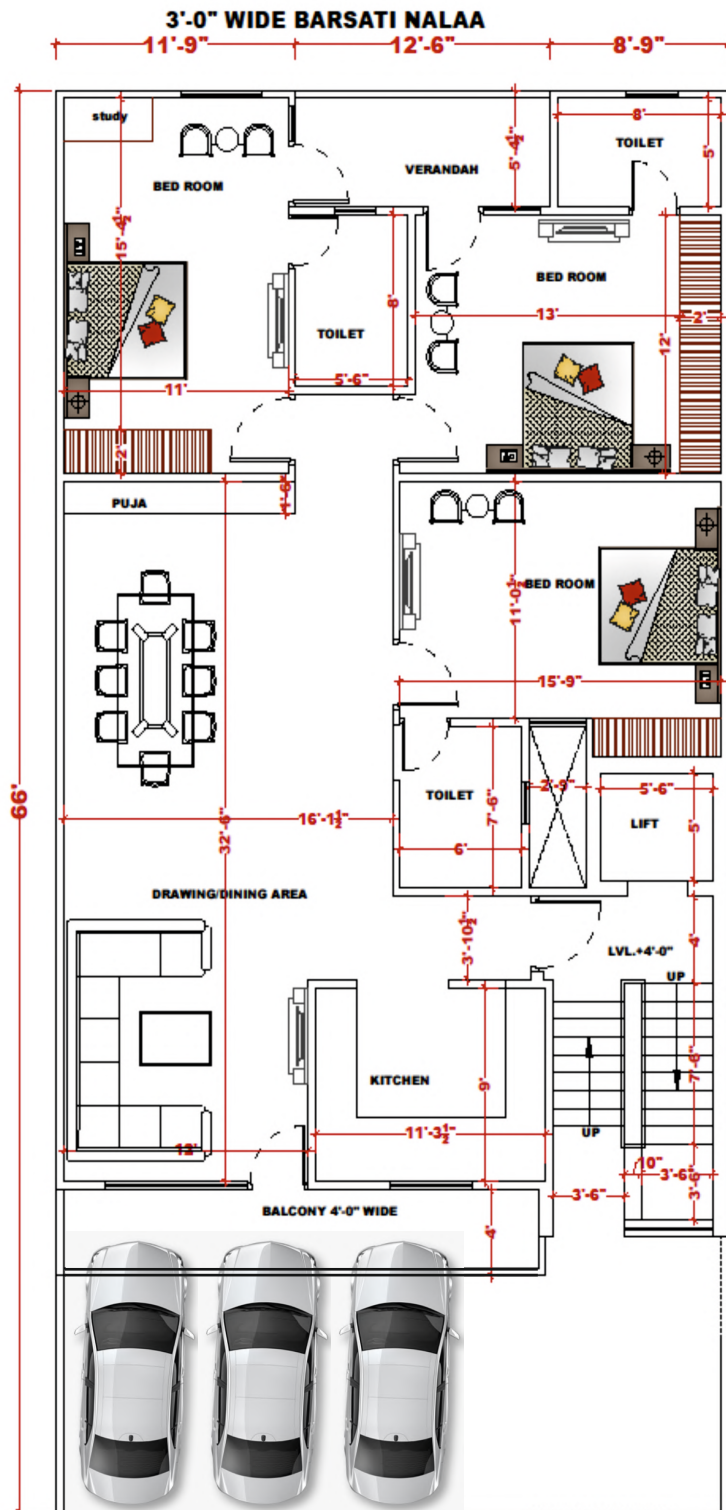 3'-0" WIDE BARSATI NALAA
11'-9" 12'-6" 8'-9"
study
8'
TOILET
5'
BED ROOM
VERANDAH
5'-4½"
15'-4½"
BED ROOM
TOILET
8'
13'
2'
12'
5'-6"
11'
2'
PUJA
1'-6"
BED ROOM
11'-0½"
15'-9"
66'
TOILET
7'-6"
2'-9"
5'-6"
LIFT
5'
16'-1½"
32'-6"
6'
DRAWING/DINING AREA
3'-10½"
4'
LVL.+4'-0"
UP
KITCHEN
9'
7'-6"
11'-3½"
UP
12'
10"
3'-6"
3'-6"
3'-6"
BALCONY 4'-0" WIDE
4'